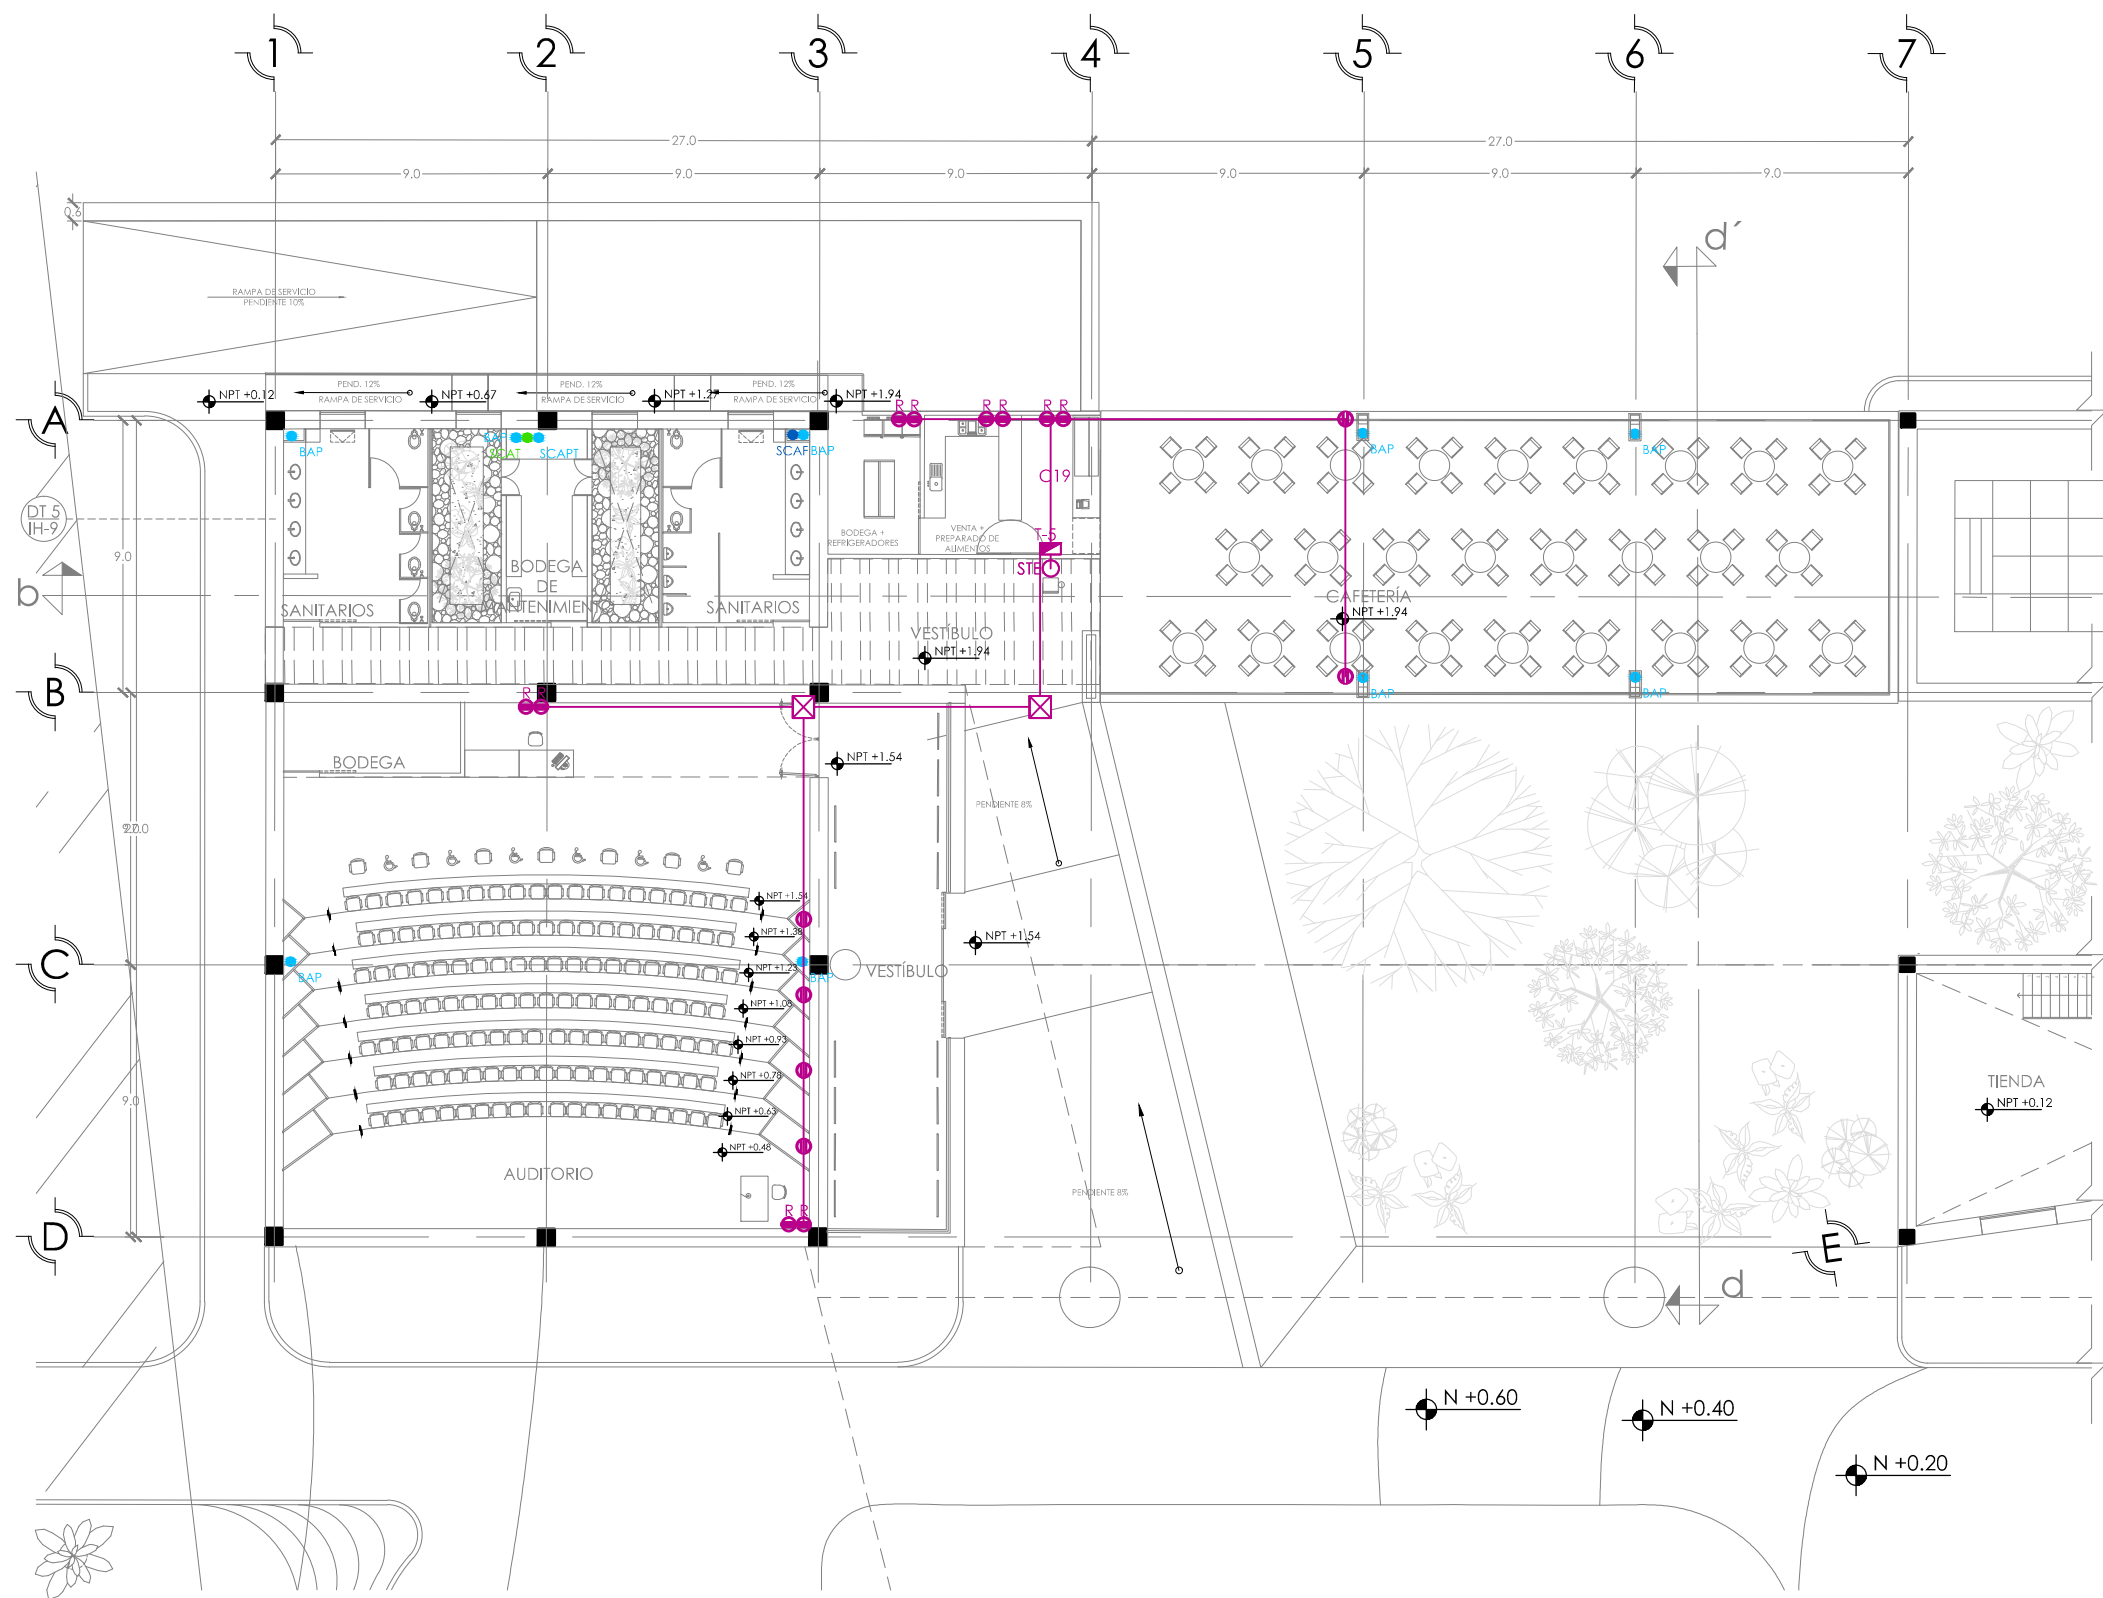 1 2 3 4 5 6 7
27.0 27.0
9.0 9.0 9.0 9.0 9.0 9.0
0.6
d´
RAMPA DE SERVICIO
PENDIENTE 10%
PEND. 12% PEND. 12% PEND. 12%
NPT +0.12 RAMPA DE SERVICIO NPT +0.67 RAMPA DE SERVICIO NPT +1.27 RAMPA DE SERVICIO NPT +1.94
A
R R R R R R
BAP BAP SCAT SCAPT SCAF BAP BAP BAP
C19
DT 5
IH-9
9.0
BODEGA +
REFRIGERADORES
VENTA +
PREPARADO DE
ALIMENTOS
T-5
STE
b
BODEGA
DE
MANTENIMIENTO
SANITARIOS SANITARIOS
CAFETERÍA
NPT +1.94
VESTÍBULO
NPT +1.94
B
R R
BAP BAP
BODEGA
NPT +1.54
PENDIENTE 8%
27.0
9.0
NPT +1.54
NPT +1.38
NPT +1.54
C
BAP BAP
VESTÍBULO
NPT +1.23
NPT +1.08
NPT +0.93
NPT +0.78
NPT +0.63
NPT +0.48
9.0
TIENDA
NPT +0.12
AUDITORIO
PENDIENTE 8%
R R
D
E
d
N +0.60
N +0.40
N +0.20